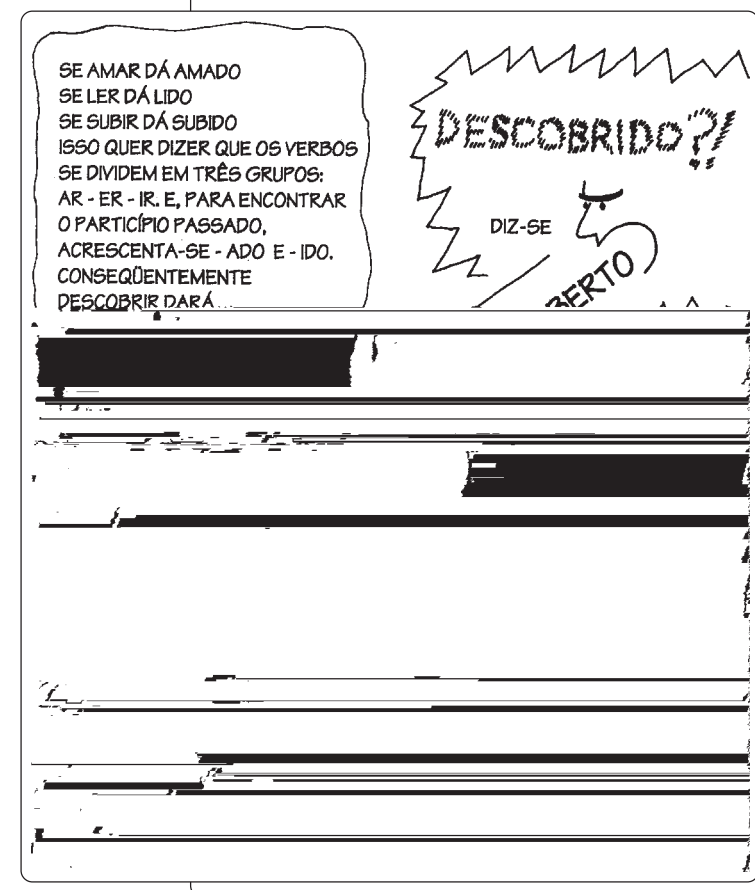 SE AMAR DÁ AMADO
SE LER DÁ LIDO
SE SUBIR DÁ SUBIDO
ISSO QUER DIZER QUE OS VERBOS
SE DIVIDEM EM TRÊS GRUPOS:
AR - ER - IR. E, PARA ENCONTRAR
O PARTICÍPIO PASSADO,
ACRESCENTA-SE - ADO E - IDO.
CONSEQÜENTEMENTE
DESCOBRIR DARÁ
DESCOBRIDO?!
DIZ-SE